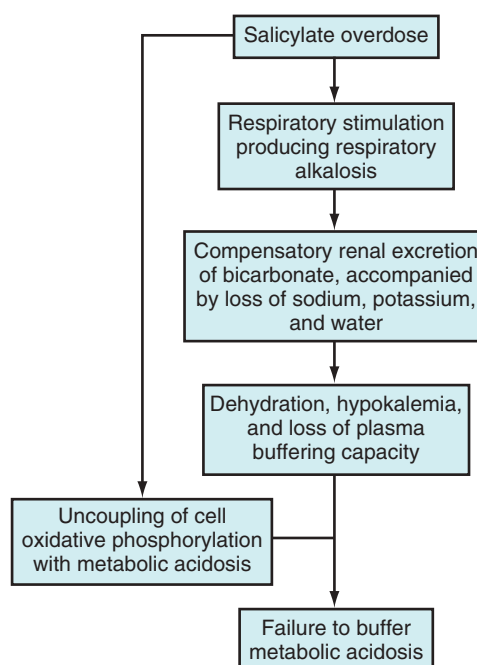 Salicylate overdose
Respiratory stimulation
producing respiratory
alkalosis
Compensatory renal excretion
of bicarbonate, accompanied
by loss of sodium, potassium,
and water
Dehydration, hypokalemia,
and loss of plasma
buffering capacity
Uncoupling of cell
oxidative phosphorylation
with metabolic acidosis
Failure to buffer
metabolic acidosis